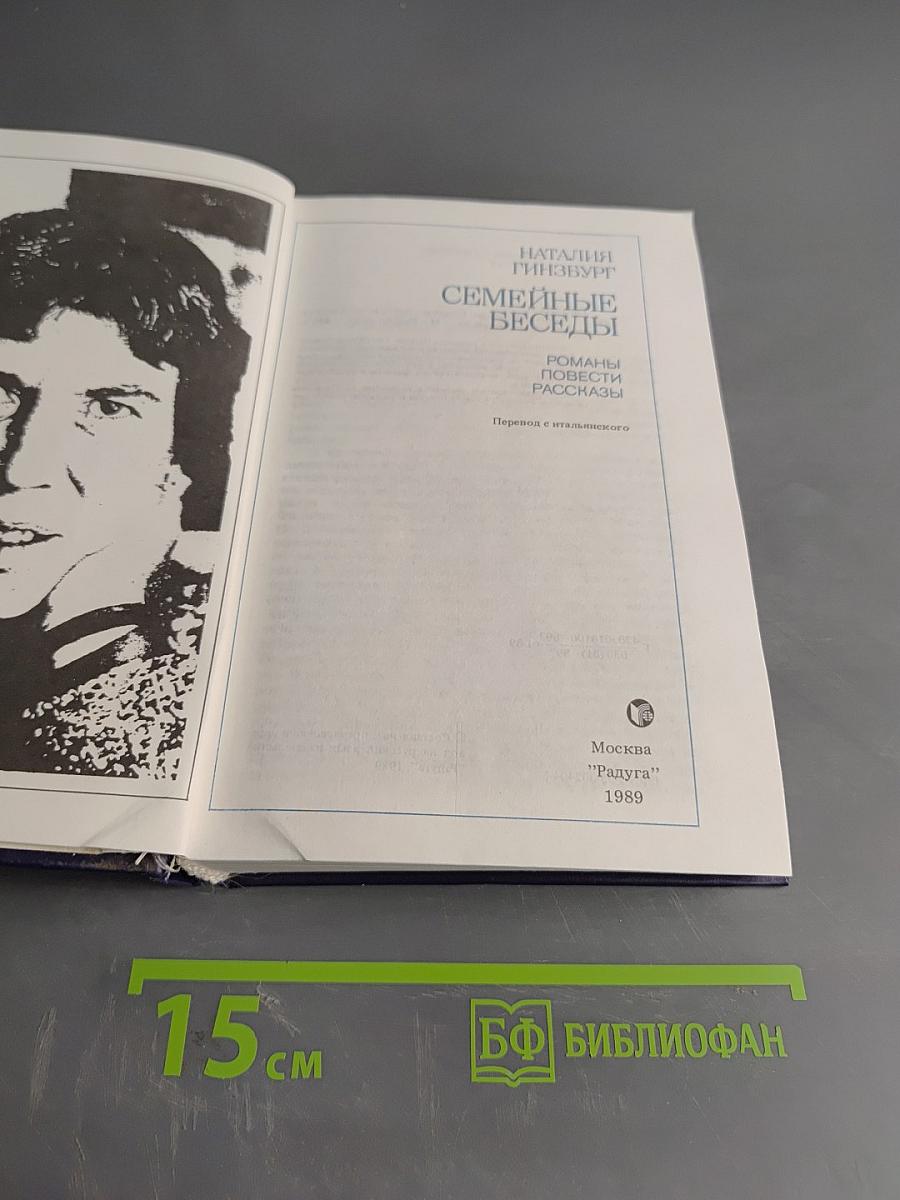 НАТАЛИЯ
ГИНЗБУРГ
СЕМЕЙНЫЕ
БЕСЕДЫ
РОМАНЫ
ПОВЕСТИ
РАССКАЗЫ
Перевод с итальянского
Москва
"Радуга"
1989
15 см
БФ БИБЛИОФАН